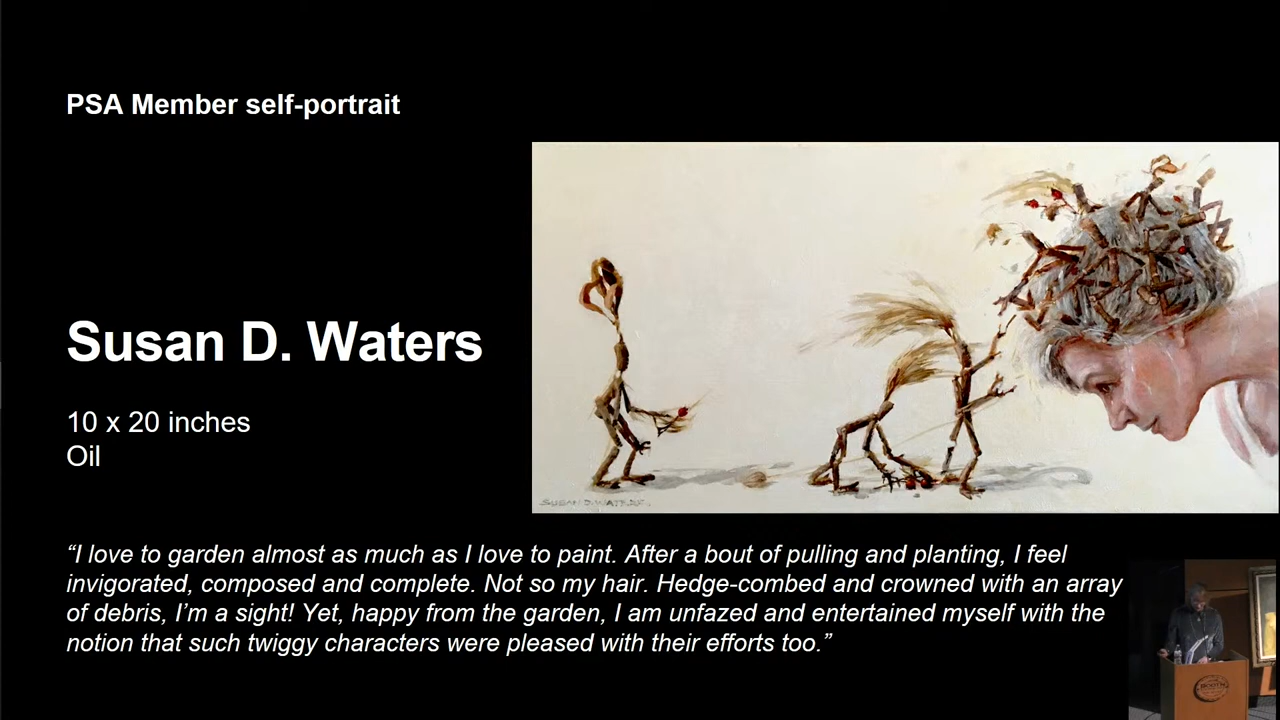 PSA Member self-portrait
Susan D. Waters
10 x 20 inches
Oil
SUSAN D. WATERS
“I love to garden almost as much as I love to paint. After a bout of pulling and planting, I feel
invigorated, composed and complete. Not so my hair. Hedge-combed and crowned with an array
of debris, I’m a sight! Yet, happy from the garden, I am unfazed and entertained myself with the
notion that such twiggy characters were pleased with their efforts too.”
BOOTH